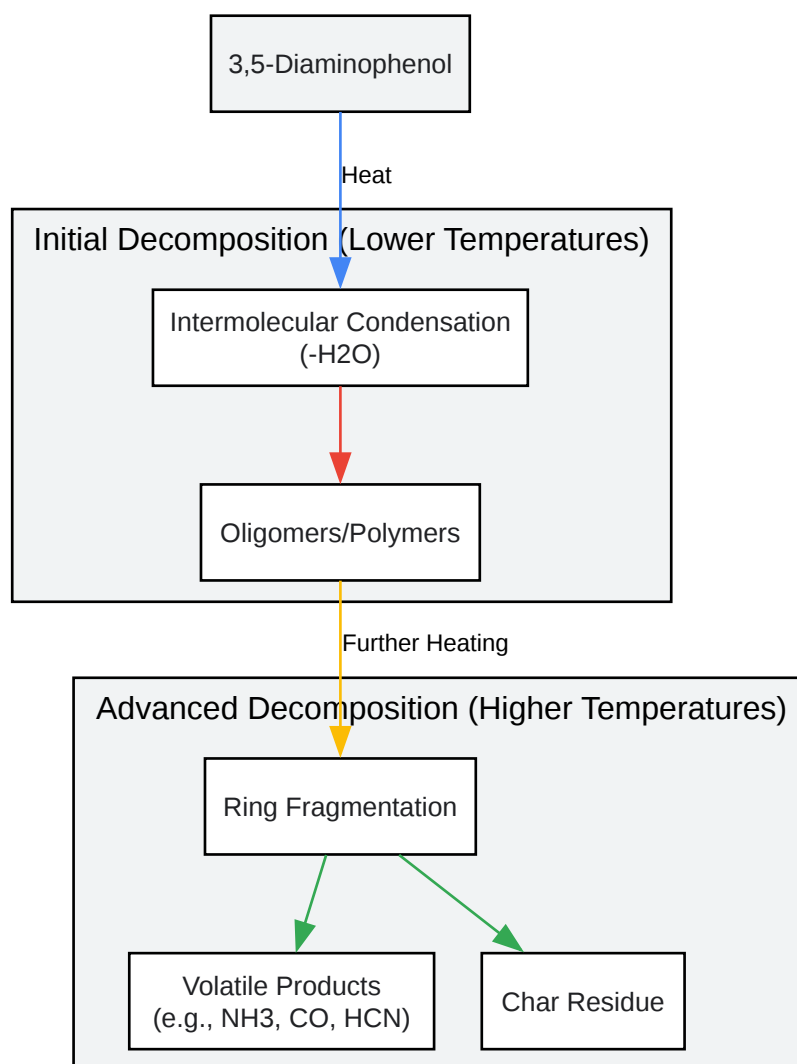 3,5-Diaminophenol
Heat
Initial Decomposition (Lower Temperatures)
Intermolecular Condensation
(-H2O)
Oligomers/Polymers
Further Heating
Advanced Decomposition (Higher Temperatures)
Ring Fragmentation
Volatile Products
(e.g., NH3, CO, HCN)
Char Residue